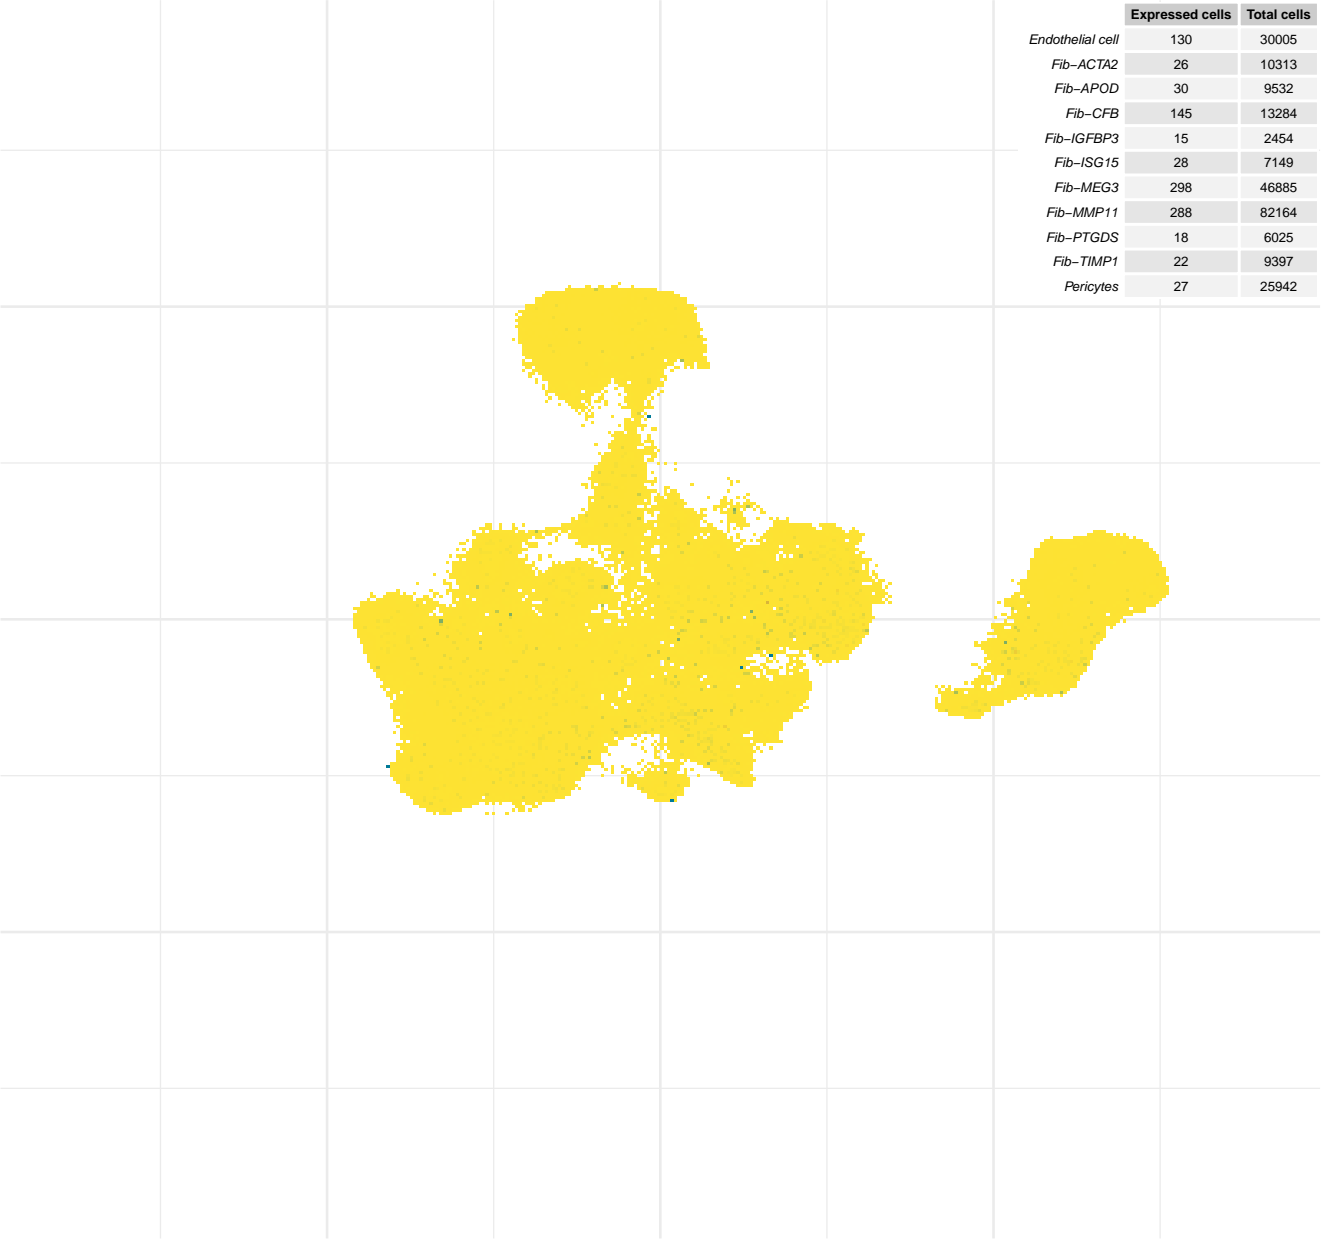 Expressed cells Total cells
Endothelial cell 130 30005
Fib−ACTA2 26 10313
Fib−APOD 30 9532
Fib−CFB 145 13284
Fib−IGFBP3 15 2454
Fib−ISG15 28 7149
Fib−MEG3 298 46885
Fib−MMP11 288 82164
Fib−PTGDS 18 6025
Fib−TIMP1 22 9397
Pericytes 27 25942